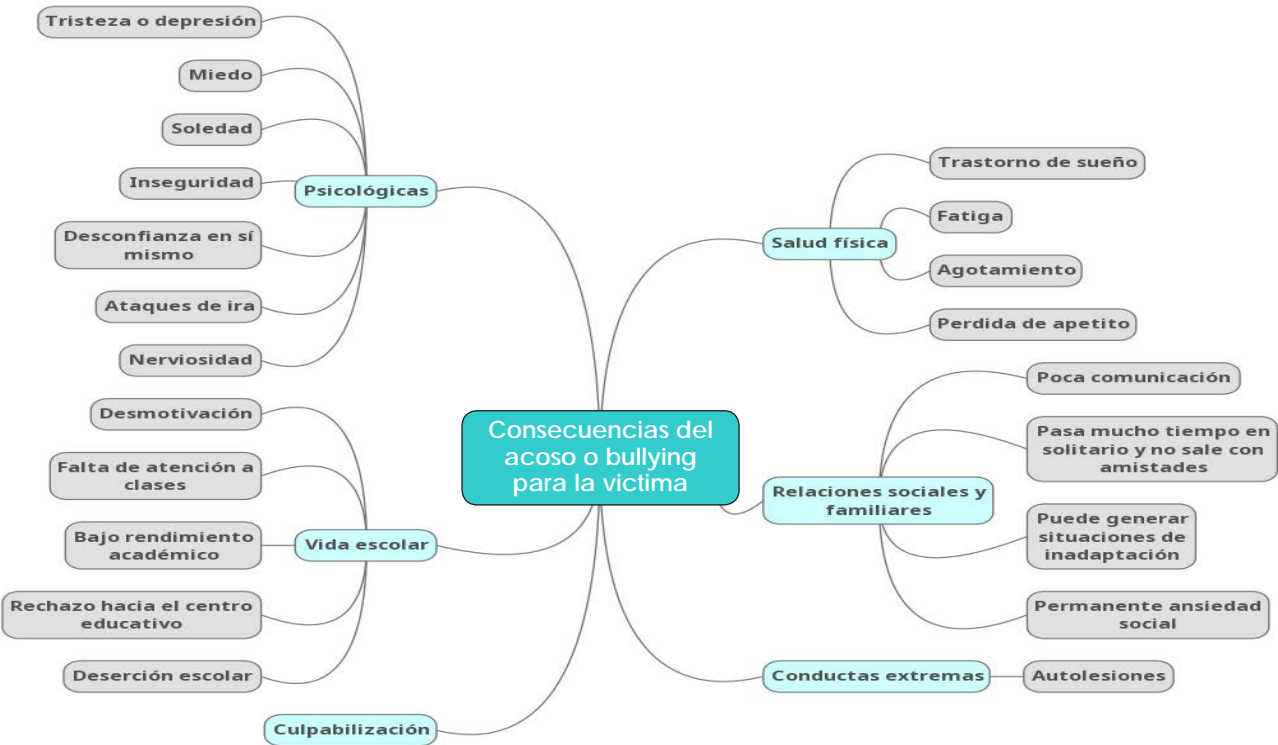 Consecuencias del
acoso o bullying
para la victima
Psicológicas
Tristeza o depresión
Miedo
Soledad
Inseguridad
Desconfianza en sí
mismo
Ataques de ira
Nerviosidad
Vida escolar
Desmotivación
Falta de atención a
clases
Bajo rendimiento
académico
Rechazo hacia el centro
educativo
Deserción escolar
Culpabilización
Salud física
Trastorno de sueño
Fatiga
Agotamiento
Perdida de apetito
Relaciones sociales y
familiares
Poca comunicación
Pasa mucho tiempo en
solitario y no sale con
amistades
Puede generar
situaciones de
inadaptación
Permanente ansiedad
social
Conductas extremas
Autolesiones